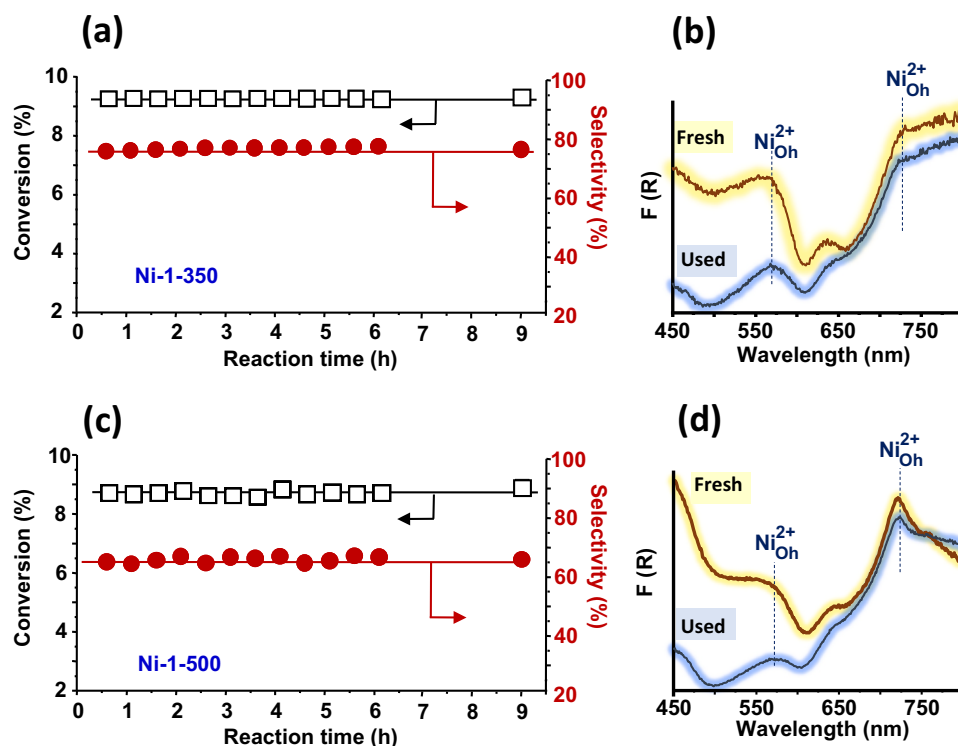 (a)
10
8
6
4
2
Conversion (%)
100
80
60
40
20
Selectivity (%)
Ni-1-350
0 1 2 3 4 5 6 7 8 9
Reaction time (h)
(b)
Ni2+Oh
Ni2+Oh
Fresh
Used
F (R)
450 550 650 750
Wavelength (nm)
(c)
10
8
6
4
2
Conversion (%)
100
80
60
40
20
Selectivity (%)
Ni-1-500
0 1 2 3 4 5 6 7 8 9
Reaction time (h)
(d)
Ni2+Oh
Fresh
Ni2+Oh
Used
F (R)
450 550 650 750
Wavelength (nm)